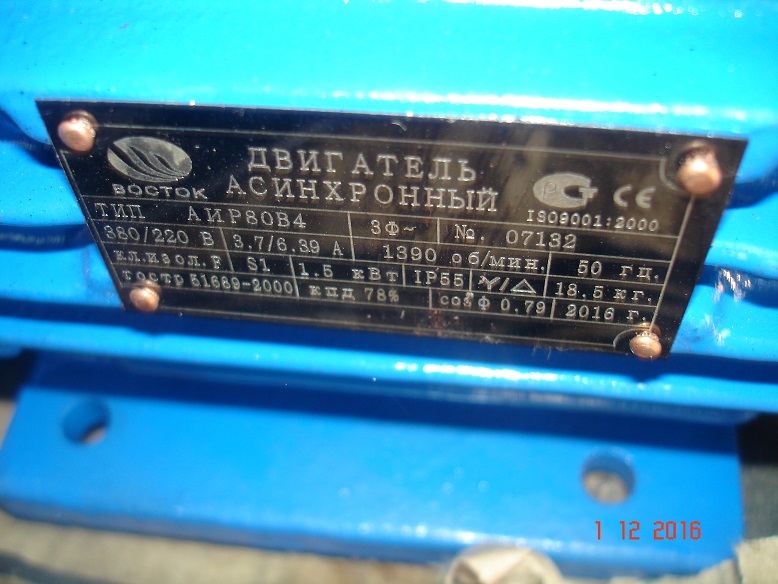 ДВИГАТЕЛЬ
ВОСТОК АСИНХРОННЫЙ
ISO9001:2000
ТИП АИР80В4 3Ф~ №. 07132
380/220 В 3.7/6.39 А 1390 об/мин. 50 гц.
кл.изол.F S1 1.5 кВт IP55 Y/△ 18.5 кг.
гостр 51689-2000 кпд 78% cosф 0.79 2016 г.
1 12 2016